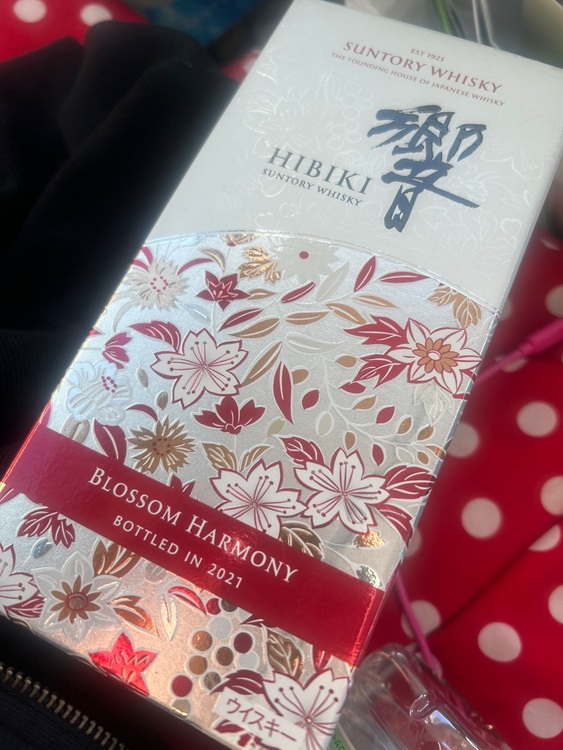 EST 1923
SUNTORY WHISKY
THE FOUNDING HOUSE OF JAPANESE WHISKY
響
HIBIKI
SUNTORY WHISKY
BLOSSOM HARMONY
BOTTLED IN 2021
ウイスキー